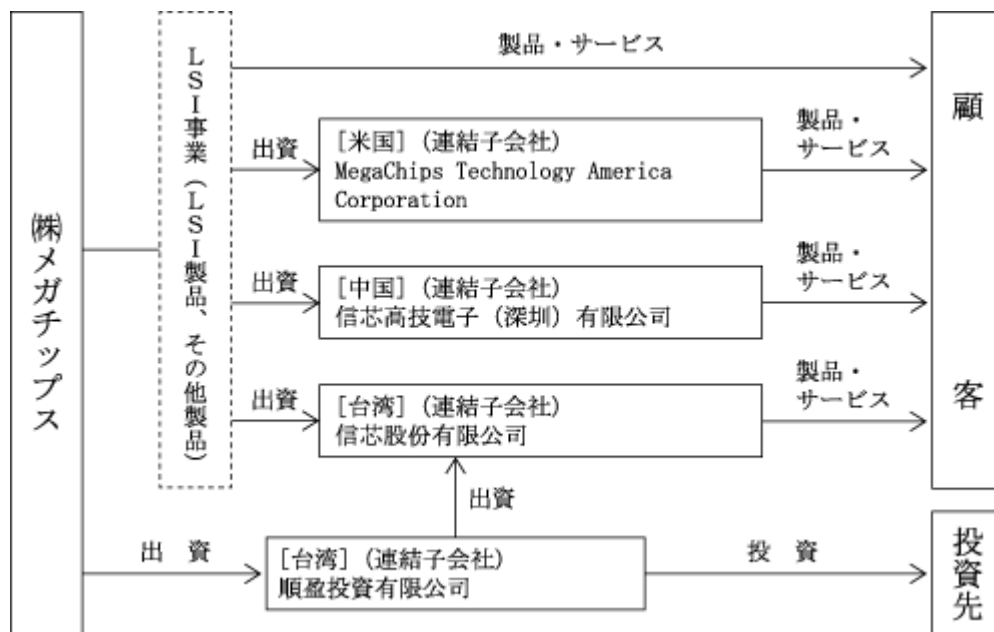 ㈱メガチップス
LSI事業(LSI製品、その他製品)
製品・サービス
出資
[米国](連結子会社)
MegaChips Technology America
Corporation
製品・
サービス
出資
[中国](連結子会社)
信芯高技電子(深圳)有限公司
製品・
サービス
出資
[台湾](連結子会社)
信芯股份有限公司
製品・
サービス
出資
出 資
[台湾](連結子会社)
順盈投資有限公司
投 資
顧客
投資先